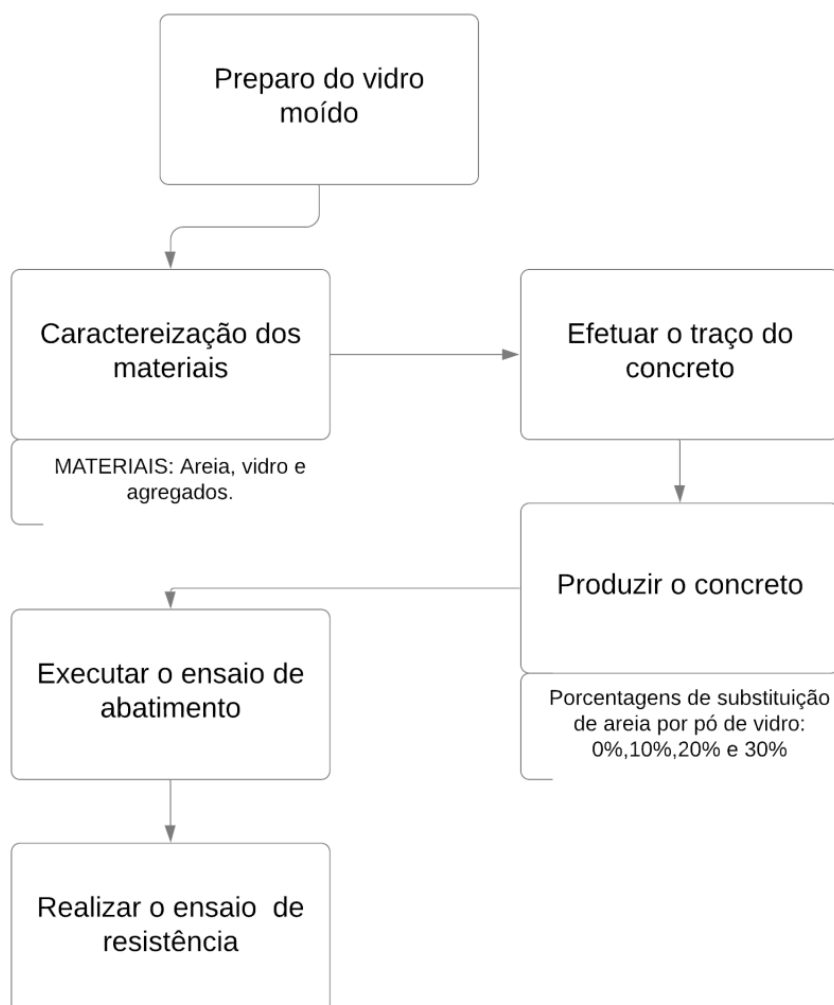 Preparo do vidro
moído
Caractereização dos
materiais
MATERIAIS: Areia, vidro e
agregados.
Efetuar o traço do
concreto
Produzir o concreto
Porcentagens de substituição
de areia por pó de vidro:
0%,10%,20% e 30%
Executar o ensaio de
abatimento
Realizar o ensaio  de
resistência